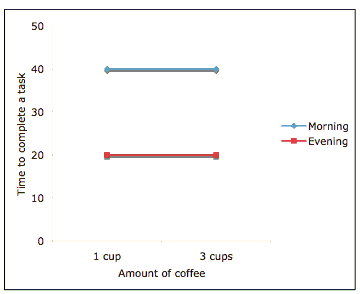 50
40
30
20
10
0
Time to complete a task
1 cup
3 cups
Amount of coffee
Morning
Evening